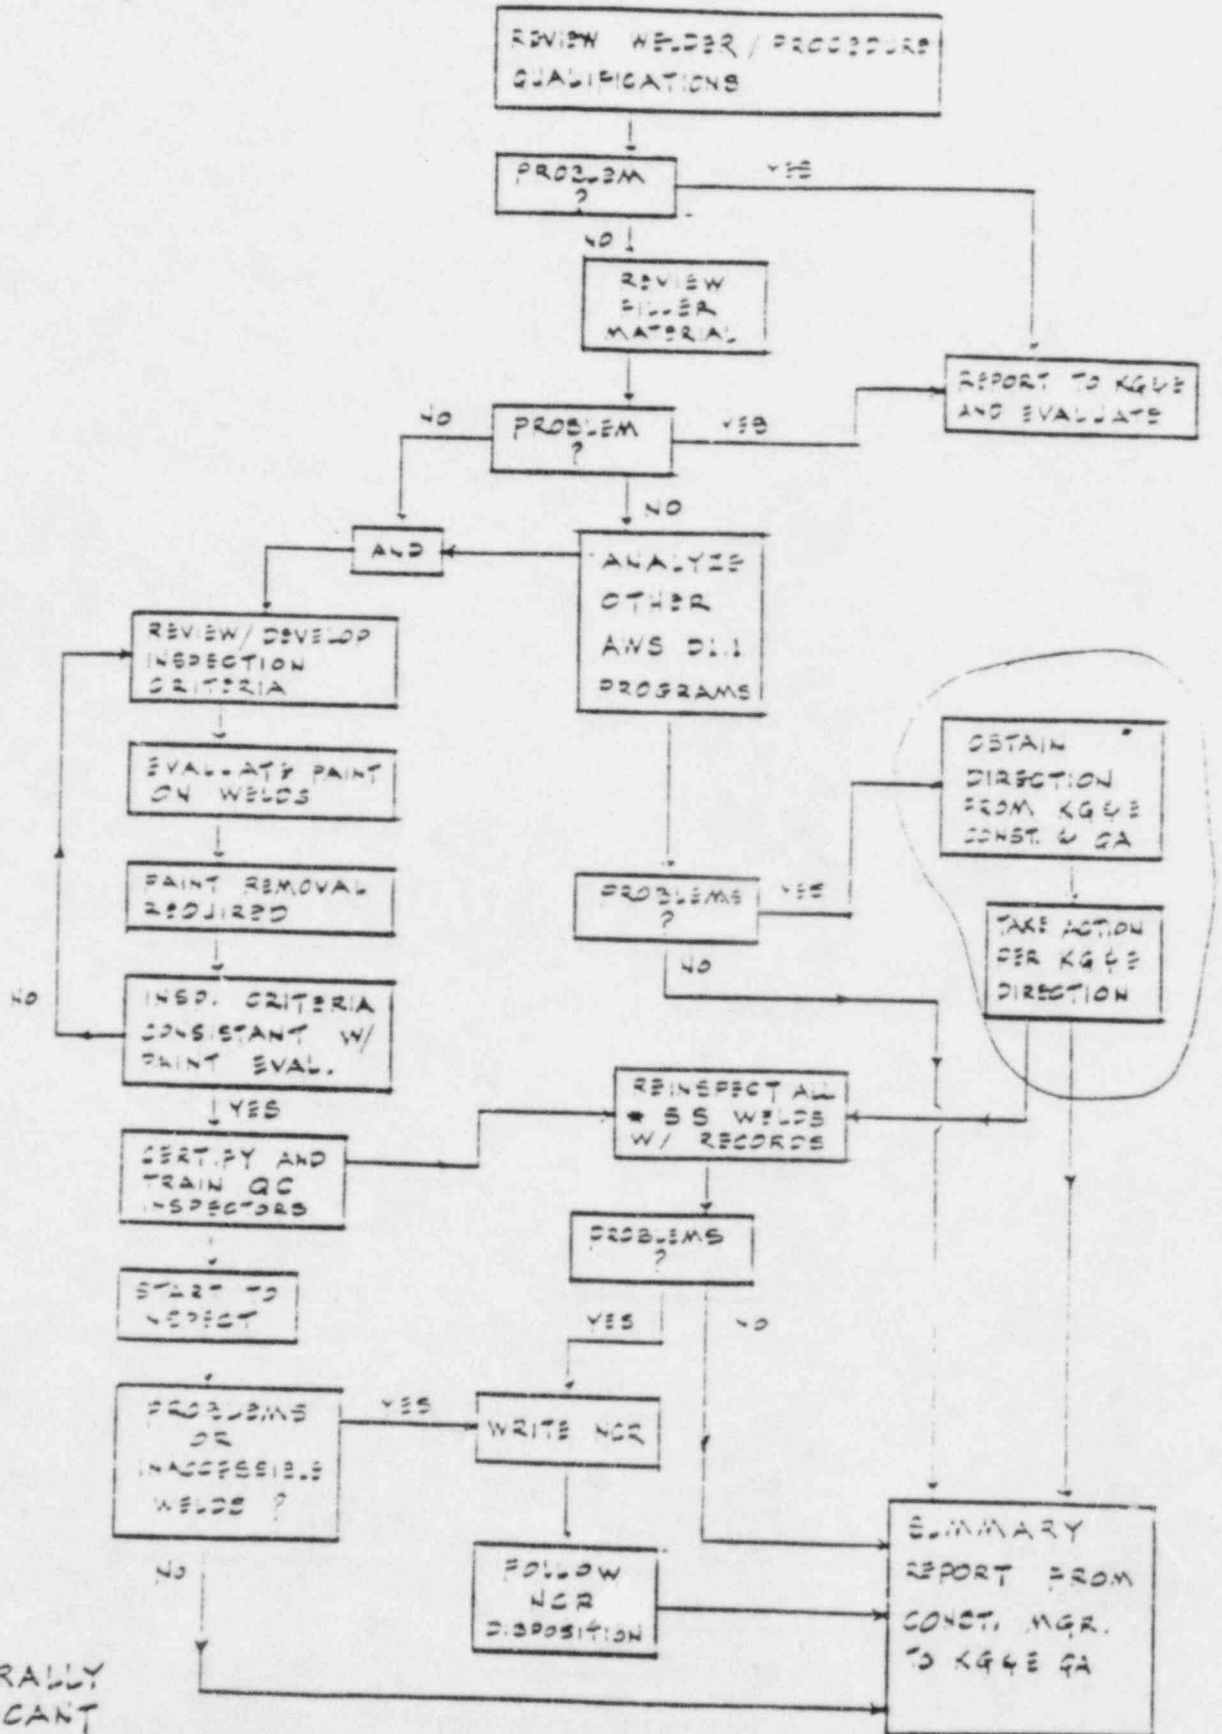 REVIEW WELDER / PROCEDURE
QUALIFICATIONS
PROBLEM
?
YES
NO
REVIEW
FILLER
MATERIAL
REPORT TO KG&E
AND EVALUATE
NO
PROBLEM
?
YES
NO
AND
ANALYZE
OTHER
AWS D1.1
PROGRAMS
REVIEW/DEVELOP
INSPECTION
CRITERIA
EVALUATE PAINT
ON WELDS
OBTAIN
DIRECTION
FROM KG&E
CONST. & QA
PAINT REMOVAL
REQUIRED
PROBLEMS
?
YES
NO
TAKE ACTION
PER KG&E
DIRECTION
NO
INSP. CRITERIA
CONSISTANT W/
PAINT EVAL.
YES
REINSPECT ALL
* SS WELDS
W/ RECORDS
CERTIFY AND
TRAIN QC
INSPECTORS
PROBLEMS
?
START TO
INSPECT
YES
NO
PROBLEMS
OR
INACCESSIBLE
WELDS ?
YES
WRITE NCR
NO
FOLLOW
NCR
DISPOSITION
SUMMARY
REPORT FROM
CONST. MGR.
TO KG&E QA
RALLY
CANT